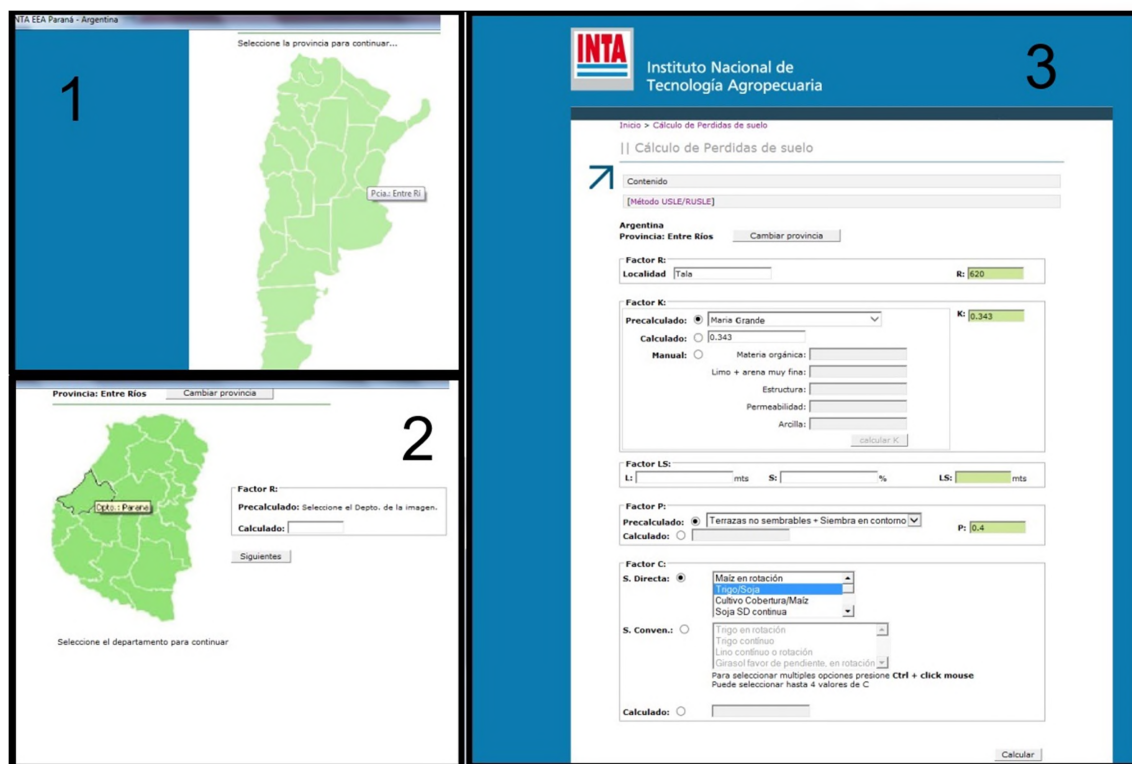 NTA EEA Paraná - Argentina
Seleccione la provincia para continuar...
1
Pcia.: Entre Rí
Provincia: Entre Ríos Cambiar provincia
2
Dpto.: Parana
Factor R:
Precalculado: Seleccione el Depto. de la imagen.
Calculado:
Siguientes
Seleccione el departamento para continuar
3
INTA
Instituto Nacional de
Tecnología Agropecuaria
Inicio > Cálculo de Perdidas de suelo
|| Cálculo de Perdidas de suelo
Contenido
[Método USLE/RUSLE]
Argentina
Provincia: Entre Ríos Cambiar provincia
Factor R:
Localidad Tala R: 620
Factor K:
Precalculado: Maria Grande K: 0.343
Calculado: 0.343
Manual: Materia orgánica:
Limo + arena muy fina:
Estructura:
Permeabilidad:
Arcilla:
calcular K
Factor LS:
L: mts S: % LS: mts
Factor P:
Precalculado: Terrazas no sembrables + Siembra en contorno P: 0.4
Calculado:
Factor C:
S. Directa: Maíz en rotación
Trigo/Soja
Cultivo Cobertura/Maíz
Soja SD continua
S. Conven.: Trigo en rotación
Trigo contínuo
Lino contínuo o rotación
Girasol favor de pendiente, en rotación
Para seleccionar multiples opciones presione Ctrl + click mouse
Puede seleccionar hasta 4 valores de C
Calculado:
Calcular